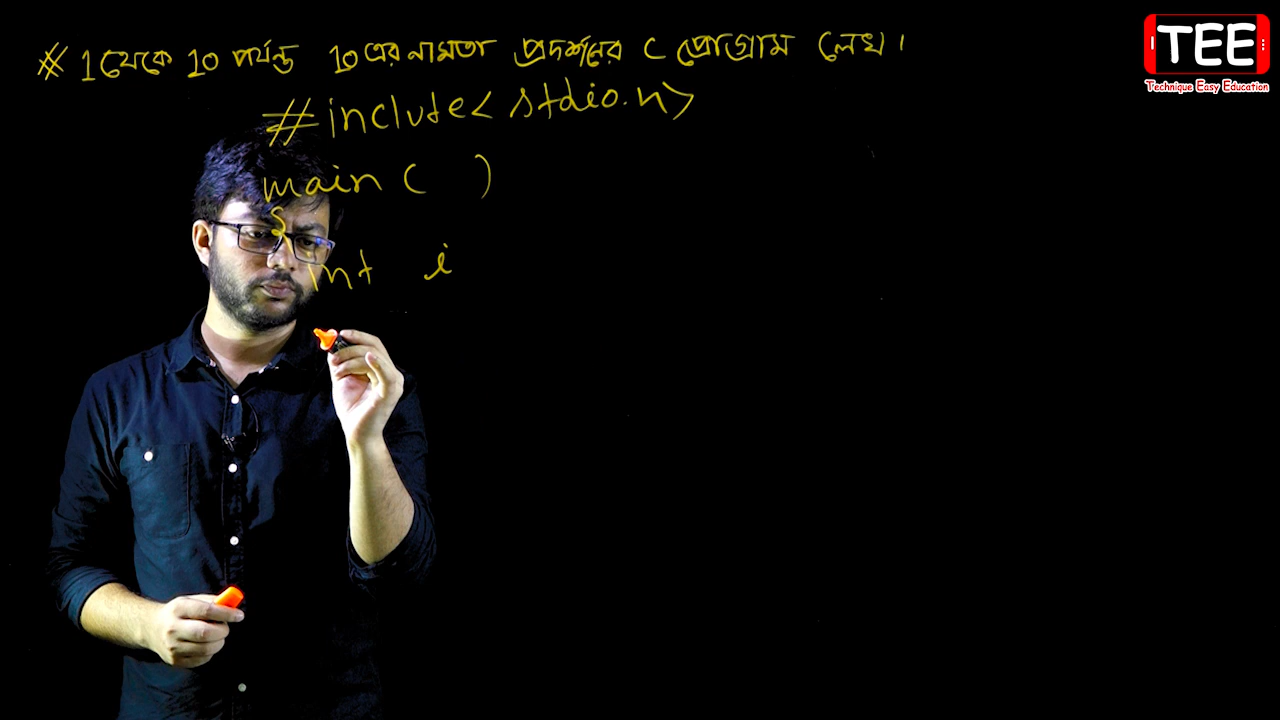 # 1 থেকে 10 পর্যন্ত 10 এর নামতা প্রদর্শনের C প্রোগ্রাম লেখ।
#include< stdio.h>
main ( )
{
int i
TEE
Technique Easy Education